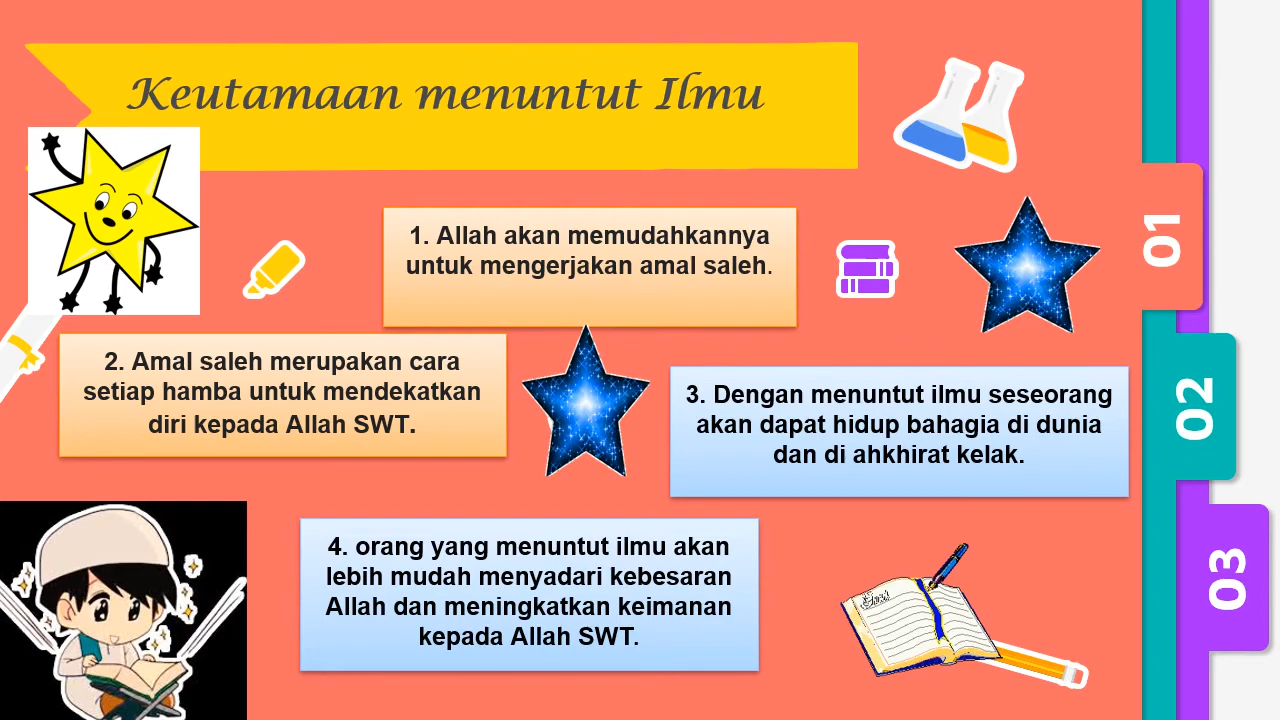 Keutamaan menuntut Ilmu
1. Allah akan memudahkannya
untuk mengerjakan amal saleh.
2. Amal saleh merupakan cara
setiap hamba untuk mendekatkan
diri kepada Allah SWT.
3. Dengan menuntut ilmu seseorang
akan dapat hidup bahagia di dunia
dan di ahkhirat kelak.
4. orang yang menuntut ilmu akan
lebih mudah menyadari kebesaran
Allah dan meningkatkan keimanan
kepada Allah SWT.
01
02
03